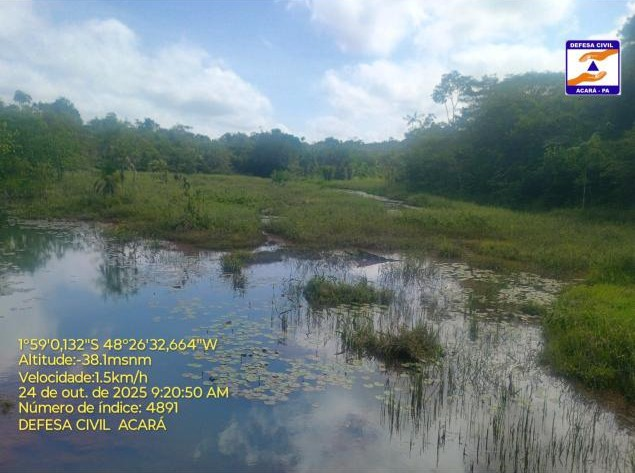 DEFESA CIVIL
ACARÁ - PA
1°59'0,132"S 48°26'32,664"W
Altitude:-38.1msnm
Velocidade:1.5km/h
24 de out. de 2025 9:20:50 AM
Número de índice: 4891
DEFESA CIVIL ACARÁ